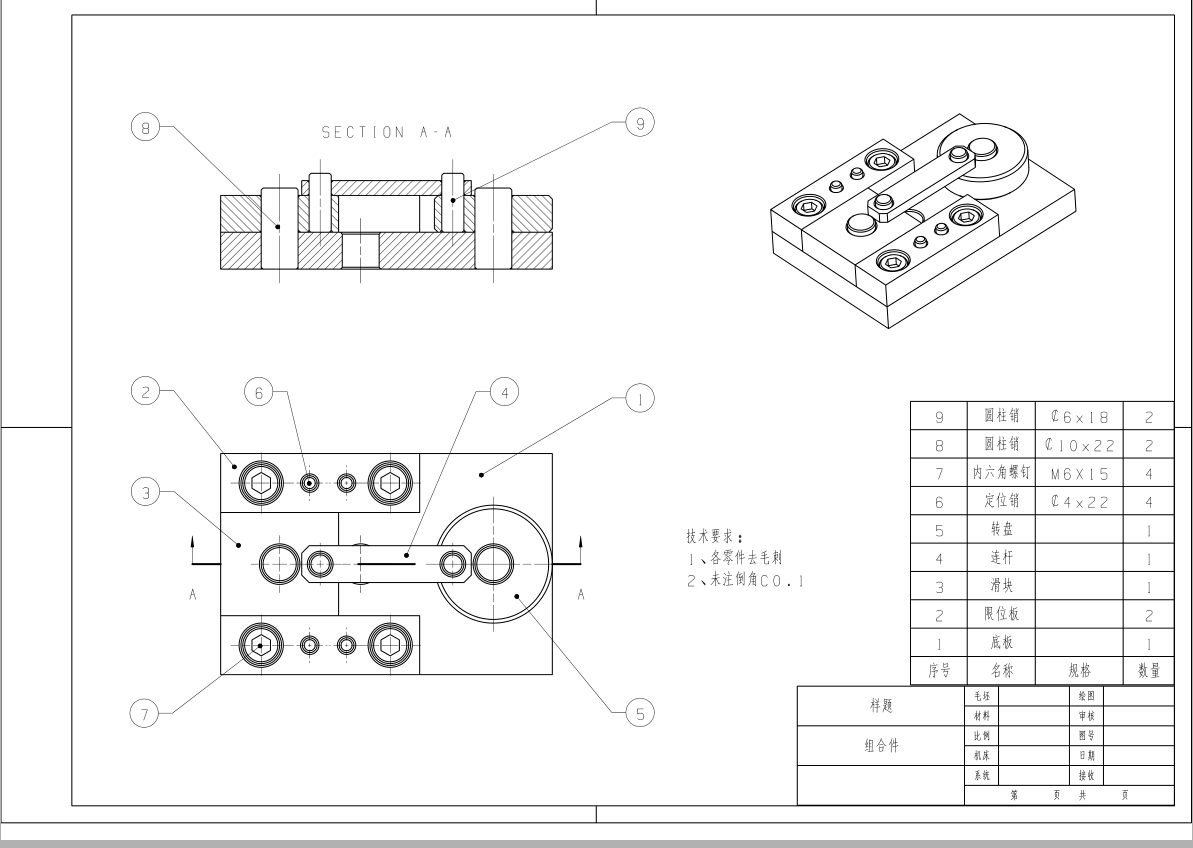 8
SECTION A-A
9
2
6
4
1
3
A
A
7
5
技术要求：
1、各零件去毛刺
2、未注倒角C0.1
9 圆柱销 ₵6x18 2
8 圆柱销 ₵10x22 2
7 内六角螺钉 M6X15 4
6 定位销 ₵4x22 4
5 转盘 1
4 连杆 1
3 滑块 1
2 限位板 2
1 底板 1
序号 名称 规格 数量
样题
组合件
毛坯 绘图
材料 审核
比例 图号
机床 日期
系统 接收
第 页 共 页